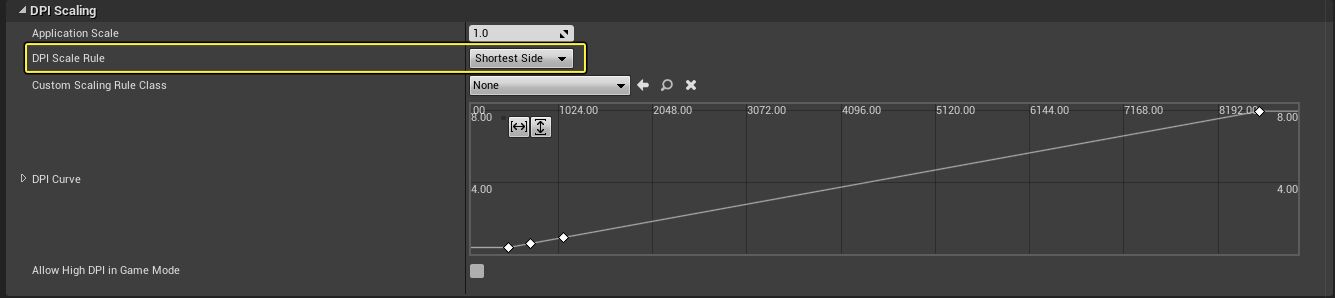 DPI Scaling
Application Scale 1.0
DPI Scale Rule Shortest Side
Custom Scaling Rule Class None
.00 1024.00 2048.00 3072.00 4096.00 5120.00 6144.00 7168.00 8192.00
8.00 8.00
DPI Curve
4.00 4.00
Allow High DPI in Game Mode